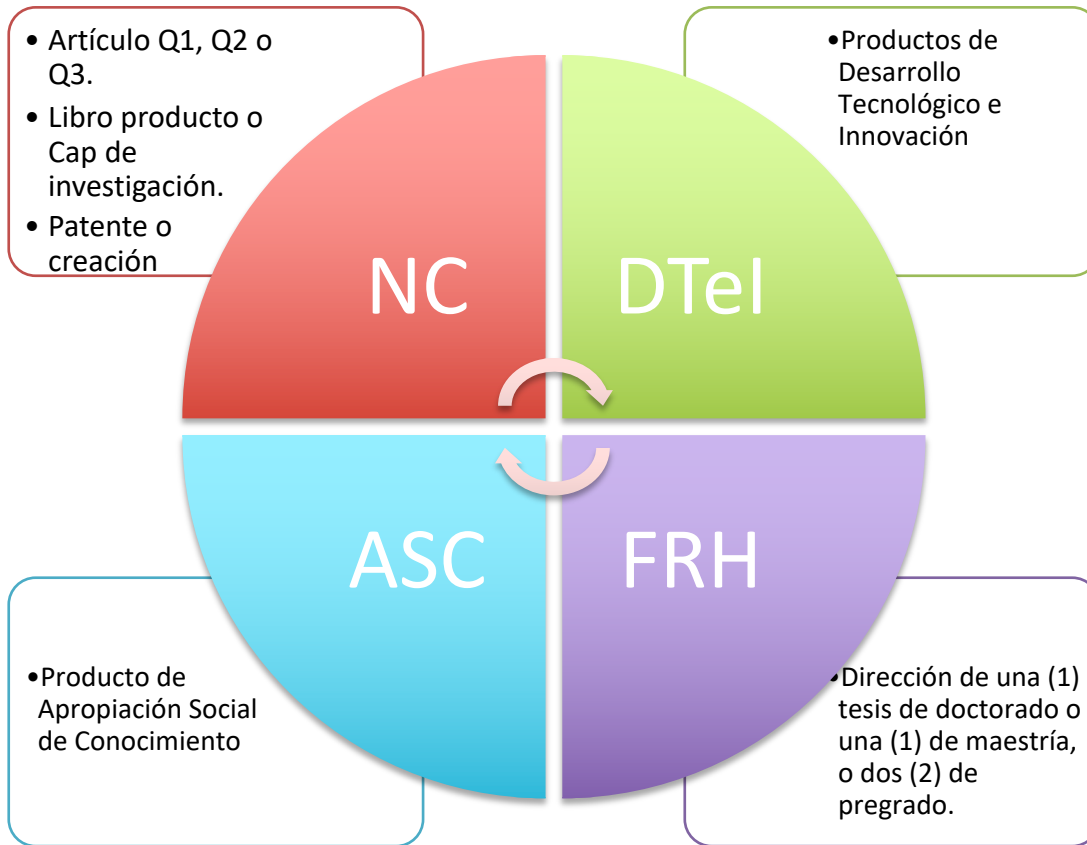 • Artículo Q1, Q2 o
Q3.
• Libro producto o
Cap de
investigación.
• Patente o
creación
NC
•Productos de
Desarrollo
Tecnológico e
Innovación
DTeI
•Producto de
Apropiación Social
de Conocimiento
ASC
•Dirección de una (1)
tesis de doctorado o
una (1) de maestría,
o dos (2) de
pregrado.
FRH